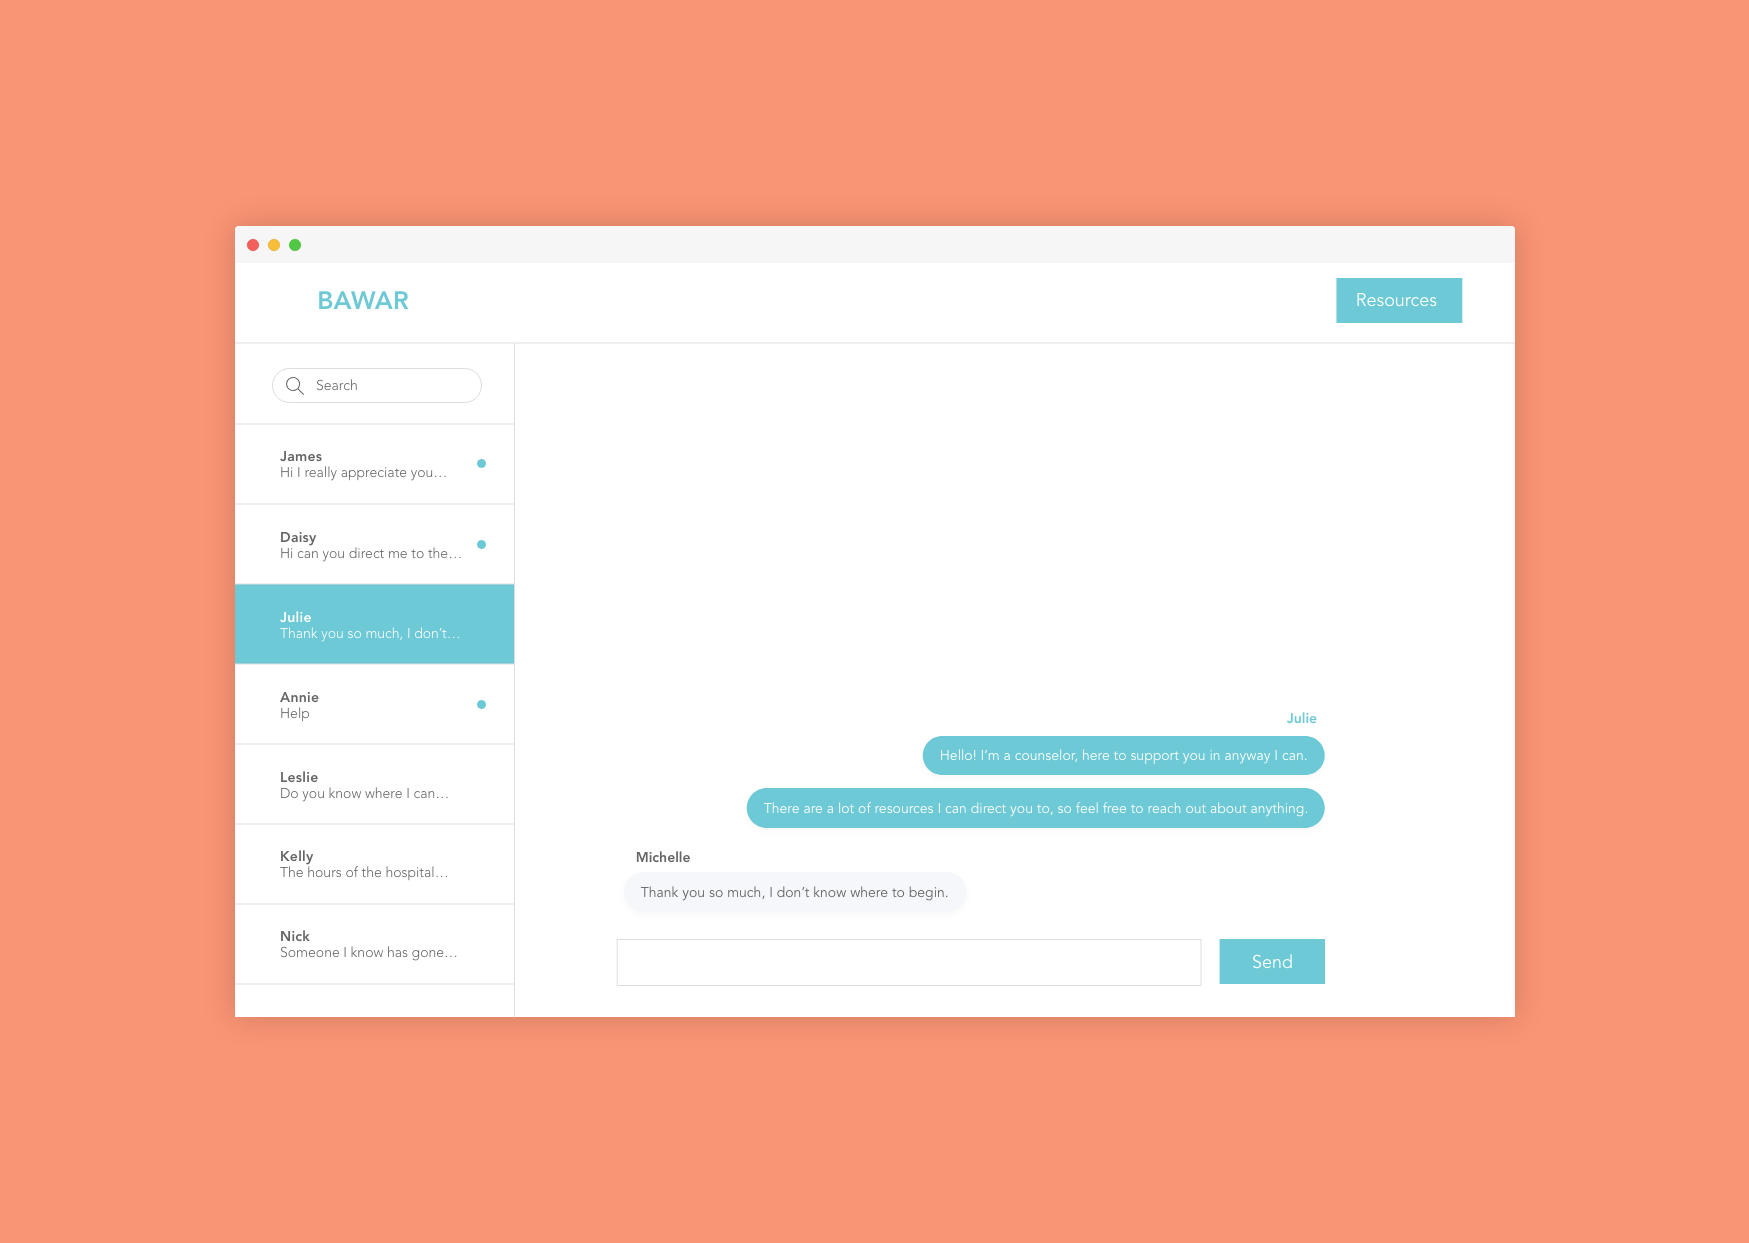 BAWAR
Resources
Search
James
Hi I really appreciate you…
Daisy
Hi can you direct me to the…
Julie
Thank you so much, I don’t…
Annie
Help
Leslie
Do you know where I can…
Kelly
The hours of the hospital…
Nick
Someone I know has gone…
Julie
Hello! I’m a counselor, here to support you in anyway I can.
There are a lot of resources I can direct you to, so feel free to reach out about anything.
Michelle
Thank you so much, I don’t know where to begin.
Send